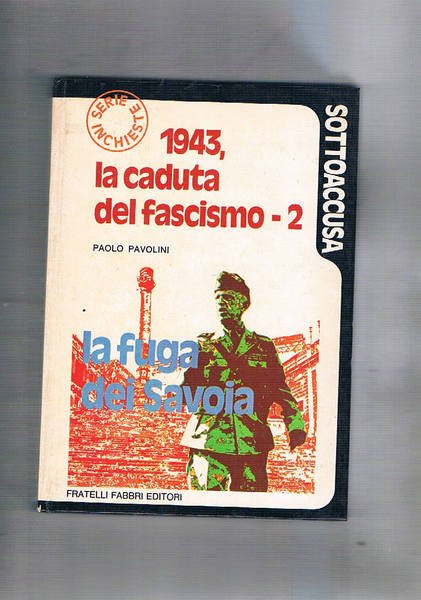 SERIE
INCHIESTE
1943,
la caduta
del fascismo - 2
SOTTOACCUSA
PAOLO PAVOLINI
la fuga
dei Savoia
FRATELLI FABBRI EDITORI